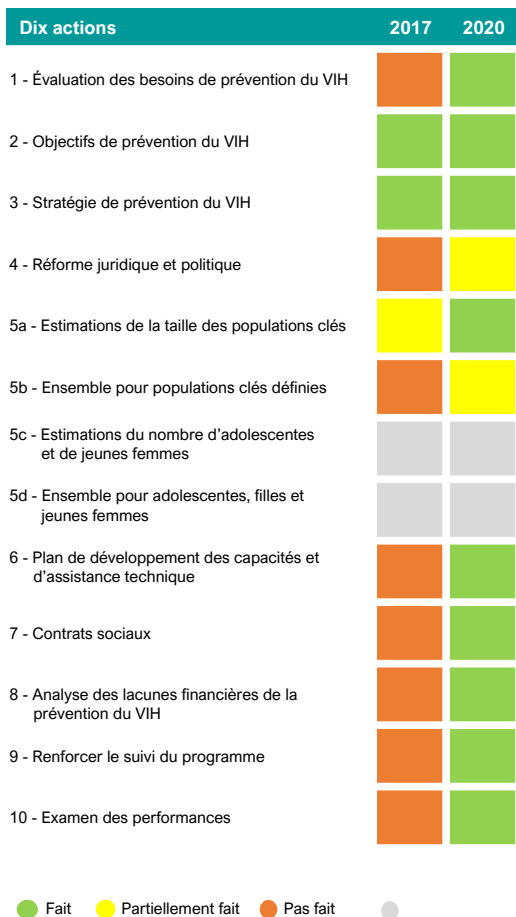 Dix actions 2017 2020
1 - Évaluation des besoins de prévention du VIH
2 - Objectifs de prévention du VIH
3 - Stratégie de prévention du VIH
4 - Réforme juridique et politique
5a - Estimations de la taille des populations clés
5b - Ensemble pour populations clés définies
5c - Estimations du nombre d'adolescentes
et de jeunes femmes
5d - Ensemble pour adolescentes, filles et
jeunes femmes
6 - Plan de développement des capacités et
d'assistance technique
7 - Contrats sociaux
8 - Analyse des lacunes financières de la
prévention du VIH
9 - Renforcer le suivi du programme
10 - Examen des performances
Fait Partiellement fait Pas fait